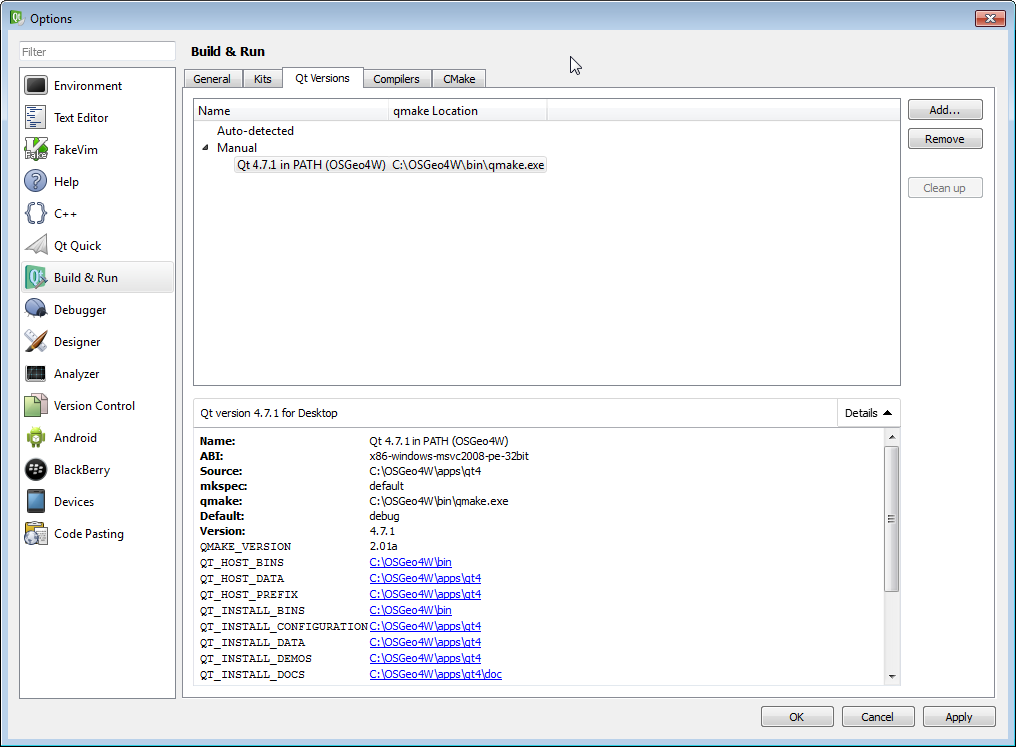 Options
Filter
Environment
Text Editor
FakeVim
Help
C++
Qt Quick
Build & Run
Debugger
Designer
Analyzer
Version Control
Android
BlackBerry
Devices
Code Pasting
Build & Run
General Kits Qt Versions Compilers CMake
Name qmake Location
Auto-detected
Manual
Qt 4.7.1 in PATH (OSGeo4W) C:\OSGeo4W\bin\qmake.exe
Add...
Remove
Clean up
Qt version 4.7.1 for Desktop Details
Name: Qt 4.7.1 in PATH (OSGeo4W)
ABI: x86-windows-msvc2008-pe-32bit
Source: C:\OSGeo4W\apps\qt4
mkspec: default
qmake: C:\OSGeo4W\bin\qmake.exe
Default: debug
Version: 4.7.1
QMAKE_VERSION 2.01a
QT_HOST_BINS C:\OSGeo4W\bin
QT_HOST_DATA C:\OSGeo4W\apps\qt4
QT_HOST_PREFIX C:\OSGeo4W\apps\qt4
QT_INSTALL_BINS C:\OSGeo4W\bin
QT_INSTALL_CONFIGURATION C:\OSGeo4W\apps\qt4
QT_INSTALL_DATA C:\OSGeo4W\apps\qt4
QT_INSTALL_DEMOS C:\OSGeo4W\apps\qt4
QT_INSTALL_DOCS C:\OSGeo4W\apps\qt4\doc
OK Cancel Apply